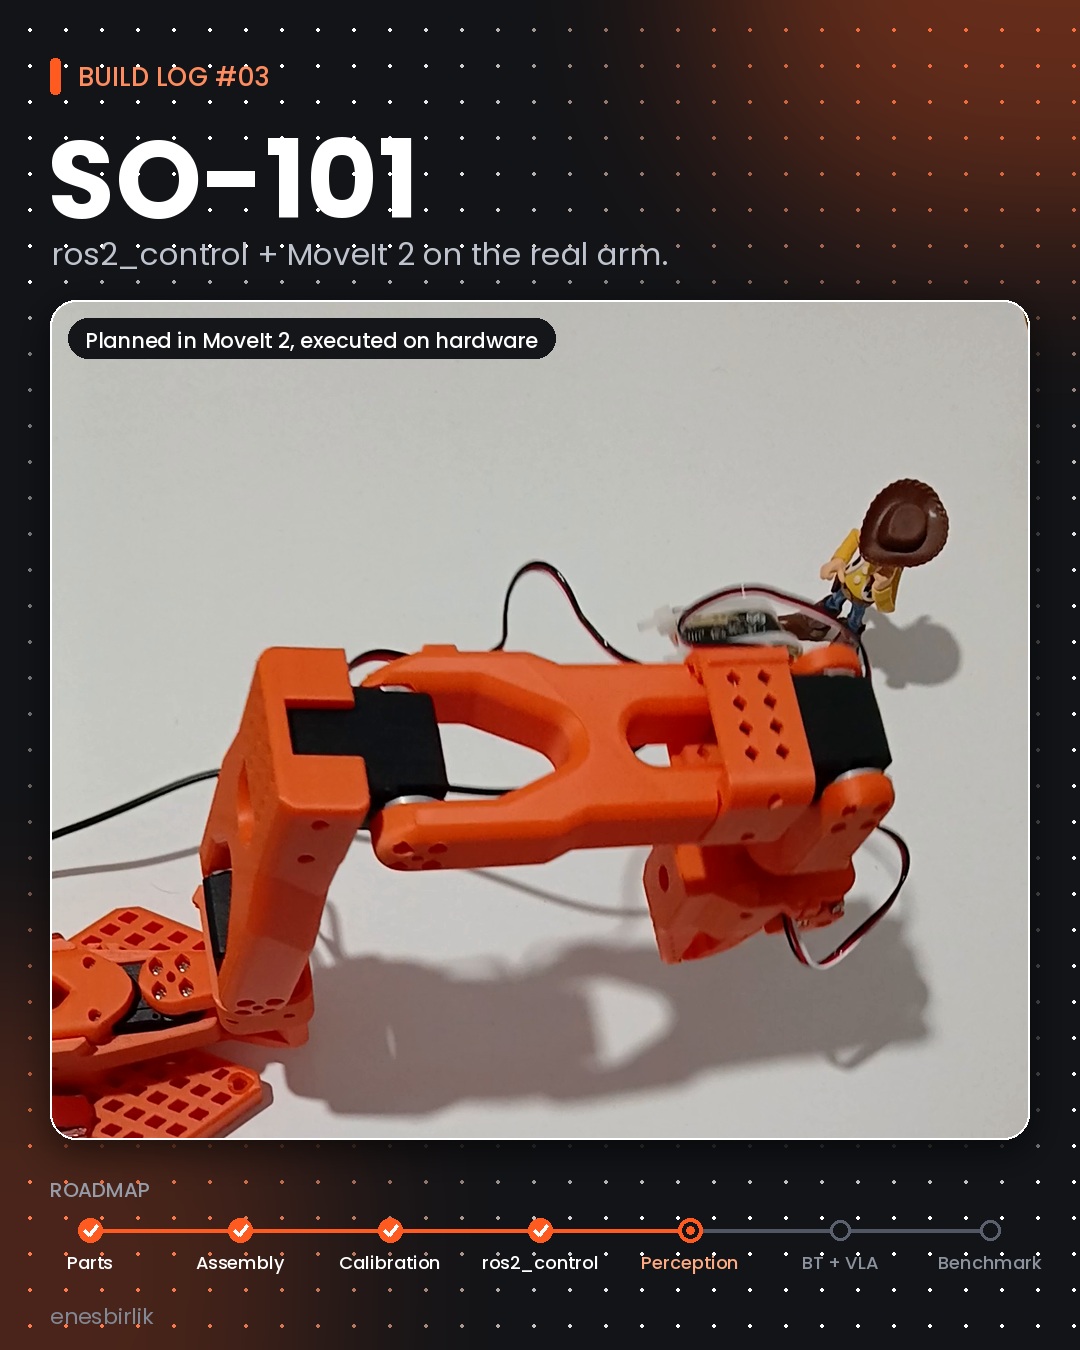 BUILD LOG #03
SO-101
ros2_control + MoveIt 2 on the real arm.
Planned in MoveIt 2, executed on hardware
ROADMAP
Parts Assembly Calibration ros2_control Perception BT + VLA Benchmark
enesbirlik